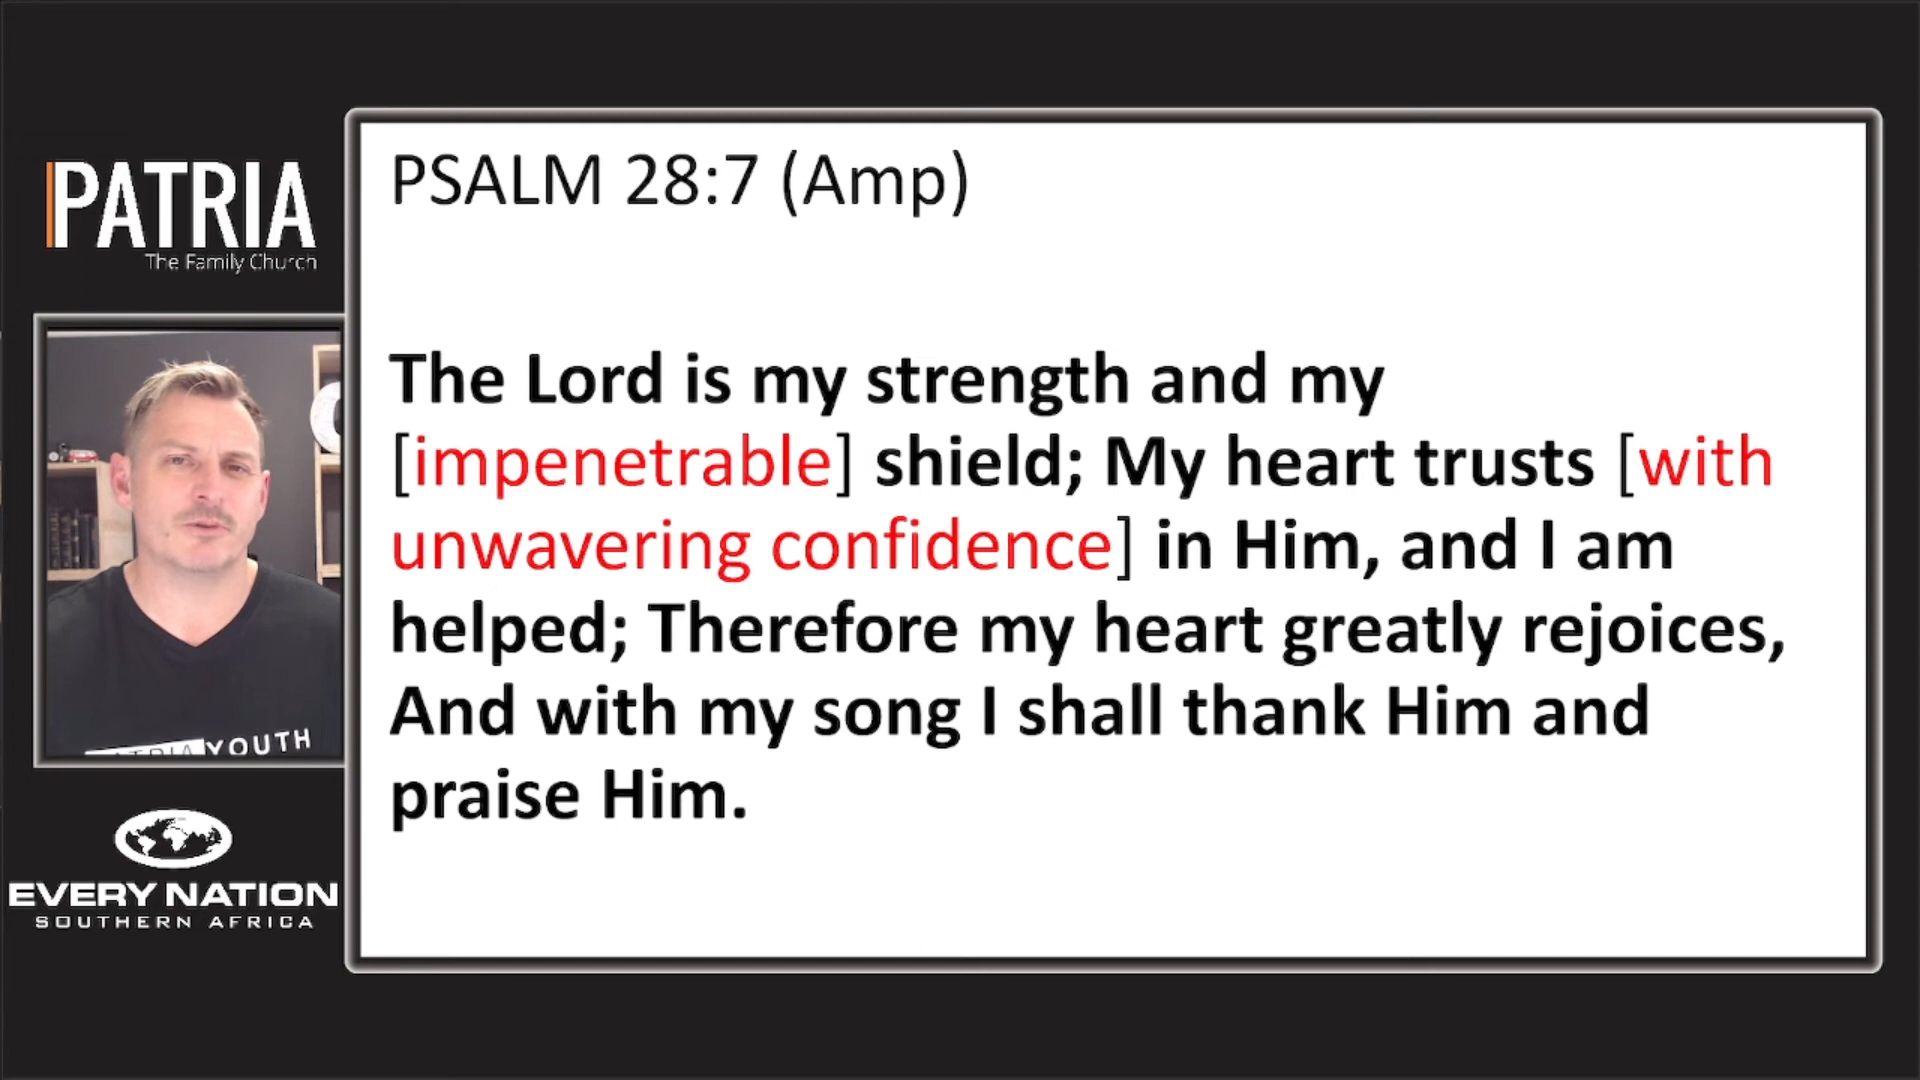 PATRIA
The Family Church
YOUTH
EVERY NATION
SOUTHERN AFRICA
PSALM 28:7 (Amp)
The Lord is my strength and my
[impenetrable] shield; My heart trusts [with
unwavering confidence] in Him, and I am
helped; Therefore my heart greatly rejoices,
And with my song I shall thank Him and
praise Him.